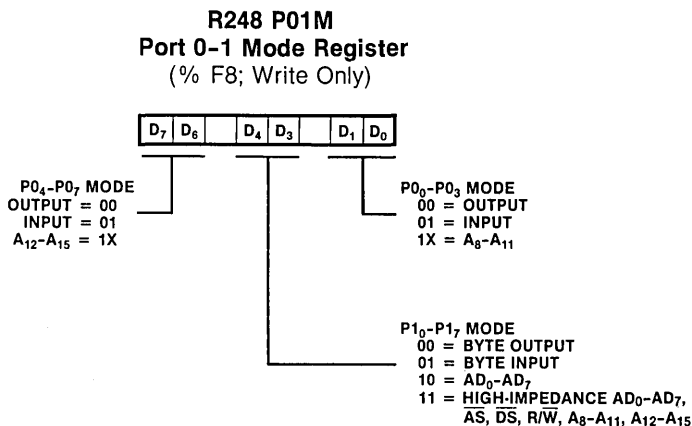 R248 P01M
Port 0–1 Mode Register
(% F8; Write Only)
D₇ D₆ D₄ D₃ D₁ D₀
P0₄–P0₇ MODE
OUTPUT = 00
INPUT = 01
A₁₂–A₁₅ = 1X
P0₀–P0₃ MODE
00 = OUTPUT
01 = INPUT
1X = A₈–A₁₁
P1₀–P1₇ MODE
00 = BYTE OUTPUT
01 = BYTE INPUT
10 = AD₀–AD₇
11 = HIGH-IMPEDANCE AD₀–AD₇,
A̅S̅, D̅S̅, R/W̅, A₈–A₁₁, A₁₂–A₁₅